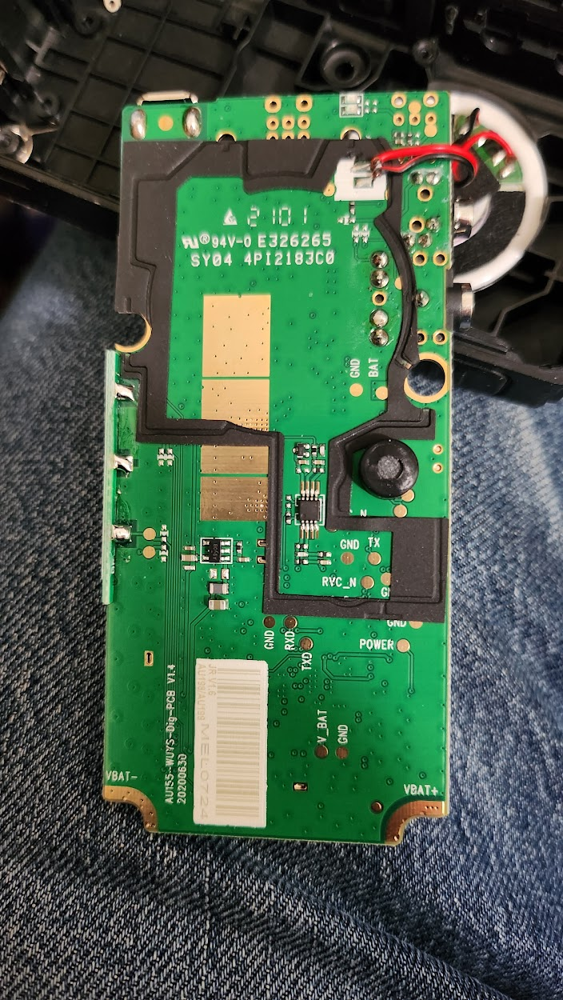 2101
94V-0 E326265
SY04 4PI2183C0
GND
BAT
N
GND
TX
RVC_N
GND
RXD
TXD
GND
POWER
V_BAT
GND
VBAT-
VBAT+
AU155-WUYS-Dig-PCB V1.4
20200630
MEL0724